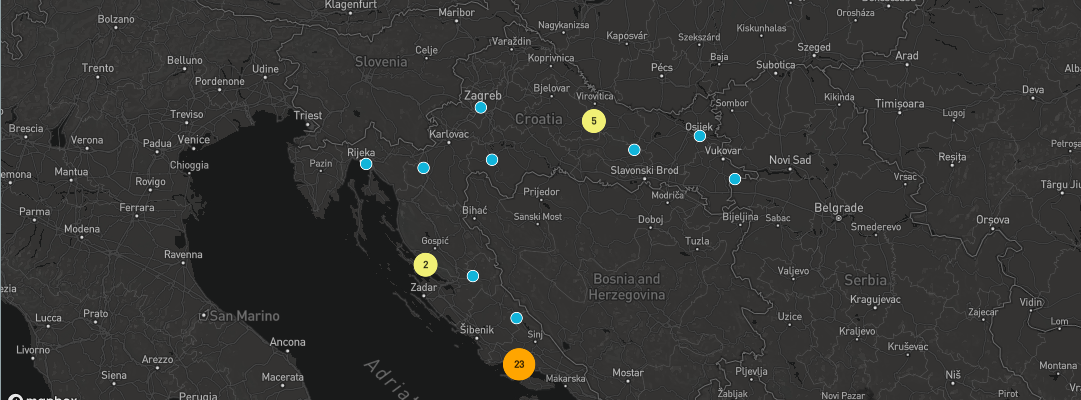 Klagenfurt
Maribor
Nagykanizsa
Kaposvár
Szekszárd
Kiskunhalas
Orosháza
Bolzano
Celje
Varaždin
Koprivnica
Szeged
Baja
Arad
Belluno
Slovenia
Trento
Udine
Pordenone
Pécs
Subotica
Deva
Zagreb
Bjelovar
Virovitica
Sombor
Kikinda
Timișoara
Lugoj
Treviso
Triest
Croatia
5
Brescia
Verona
Venice
Padua
Karlovac
Osijek
Vukovar
Rijeka
Pazin
Chioggia
Mantua
Rovigo
Slavonski Brod
Novi Sad
Reșița
Vrsac
Prijedor
Modriča
Târgu Jiu
Parma
Ferrara
Modena
Bihać
Sanski Most
Doboj
Bijeljina
Sabac
Belgrade
Smederevo
Orșova
Gospić
Tuzla
Ravenna
2
Zadar
Bosnia and
Herzegovina
Valjevo
Serbia
Kragujevac
Vidin
Lucca
Prato
San Marino
Šibenik
Sinj
Uzice
Kraljevo
Zajecar
Lom
Livorno
Arezzo
Ancona
Kruševac
23
Siena
Macerata
Makarska
Mostar
Pljevlja
Niš
Montana
Perugia
Žabljak
Novi Pazar
Pirot
mapbox